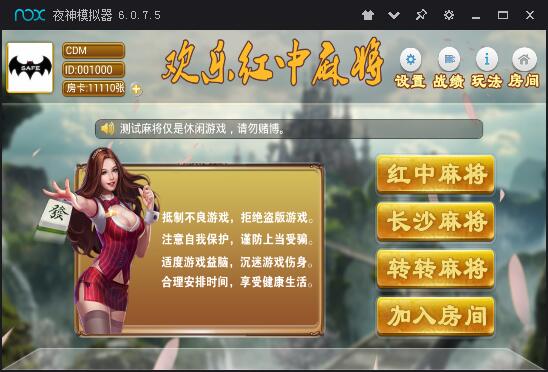 nox 夜神模拟器 6.0.7.5
SAFE
CDM
ID:001000
房卡:11110张
欢乐红中麻将
设置 战绩 玩法 房间
测试麻将仅是休闲游戏，请勿赌博。
發
抵制不良游戏，拒绝盗版游戏。
注意自我保护，谨防上当受骗。
适度游戏益脑，沉迷游戏伤身。
合理安排时间，享受健康生活。
红中麻将
长沙麻将
转转麻将
加入房间